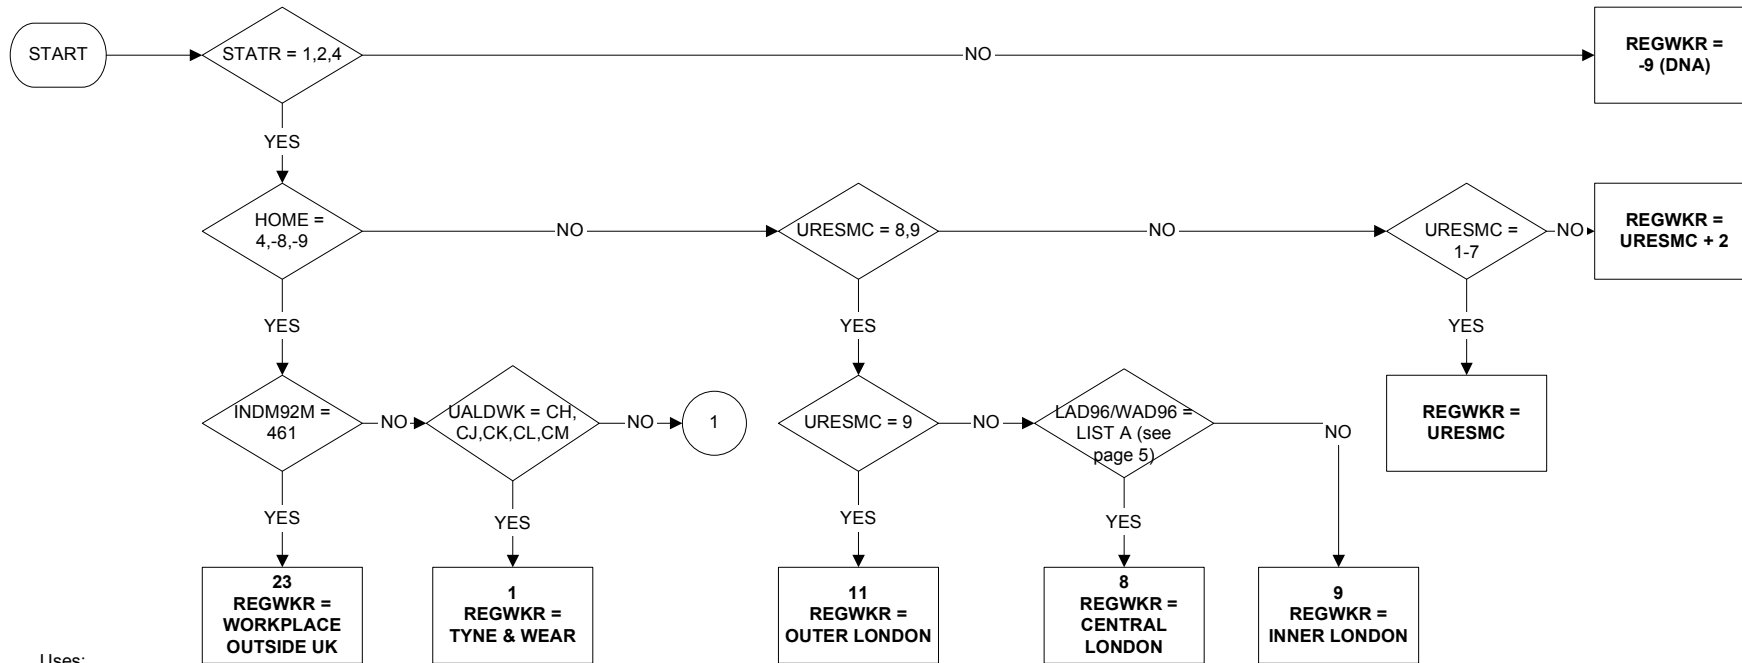 START
STATR = 1,2,4
NO
REGWKR =
-9 (DNA)
YES
HOME =
4,-8,-9
NO
URESMC = 8,9
NO
URESMC =
1-7
NO
REGWKR =
URESMC + 2
YES
YES
YES
INDM92M =
461
NO
UALDWK = CH,
CJ,CK,CL,CM
NO
1
URESMC = 9
NO
LAD96/WAD96 =
LIST A (see
page 5)
NO
REGWKR =
URESMC
YES
YES
YES
YES
23
REGWKR =
WORKPLACE
OUTSIDE UK
1
REGWKR =
TYNE & WEAR
11
REGWKR =
OUTER LONDON
8
REGWKR =
CENTRAL
LONDON
9
REGWKR =
INNER LONDON
Uses: